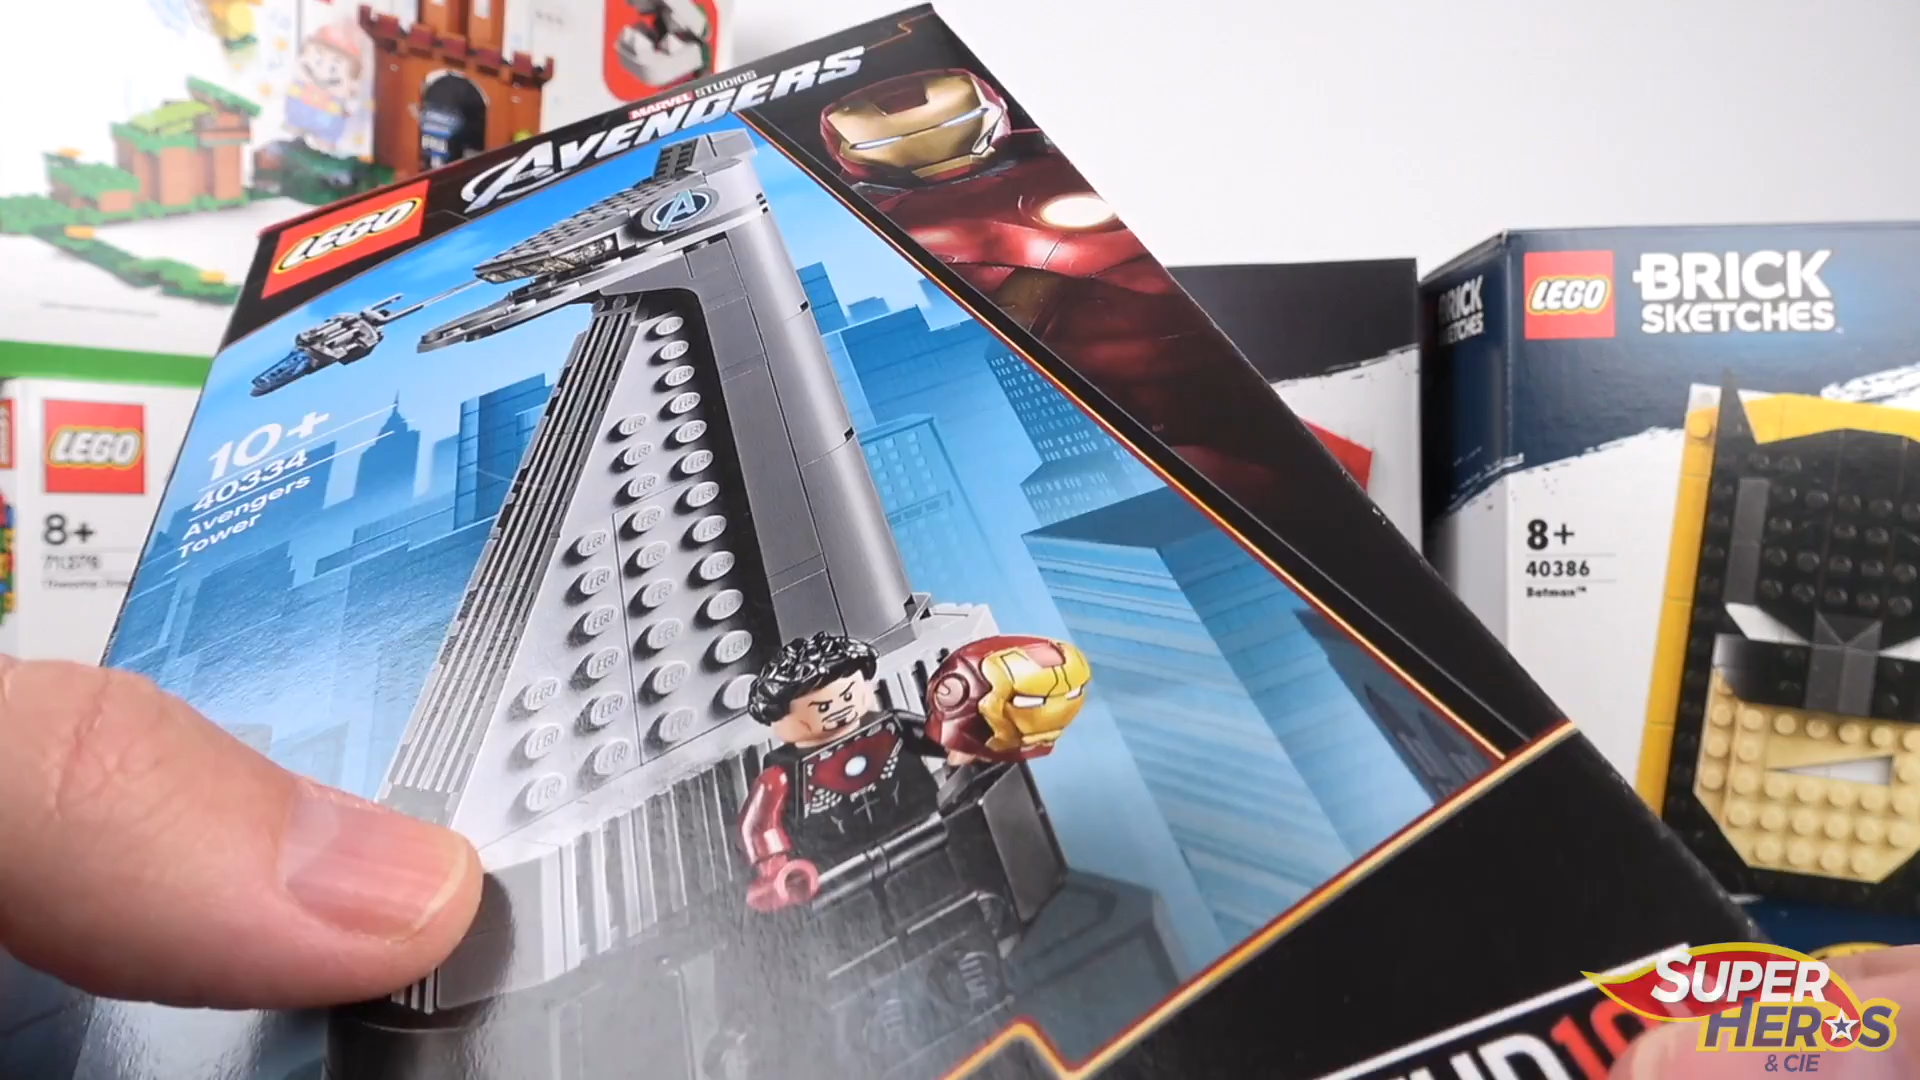 MARVEL STUDIOS
AVENGERS
LEGO
10+
40334
Avengers
Tower
LEGO
8+
LEGO
BRICK
SKETCHES
BRICK
SKETCHES
8+
40386
Batman™
SUPER
HEROS
& CIE